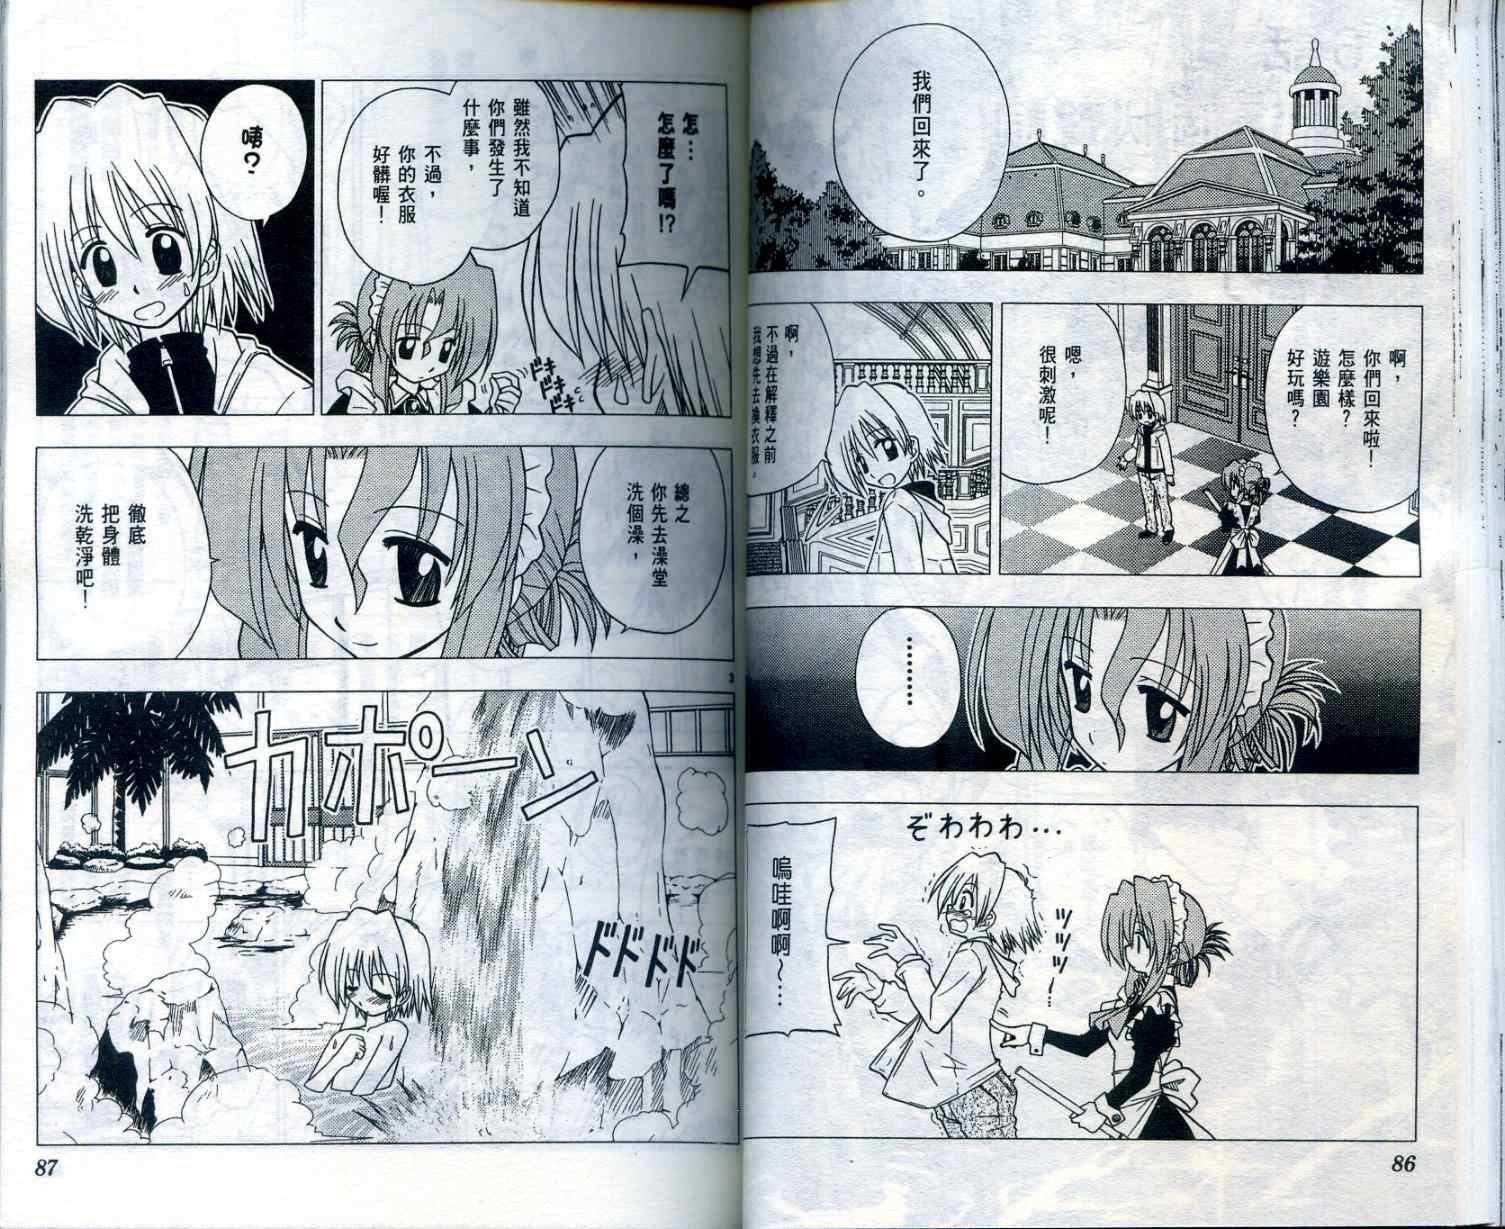 我們回來了。
啊，
你們回來啦！
怎麼樣？
遊樂園
好玩嗎？
嗯，
很刺激呢！
啊，
不過在解釋之前
我想先去換衣服。
………
ぞわわわ…
ツツツツ〜…
嗚哇啊啊〜…
86
怎…
怎麼了嗎!?
雖然我不知道
你們發生了
什麼事，
不過，
你的衣服
好髒喔！
ドキ
ドキ
ドキ
咦？
總之
你先去澡堂
洗個澡，
徹底
把身體
洗乾淨吧！
3
カポーン
ドドドド
87